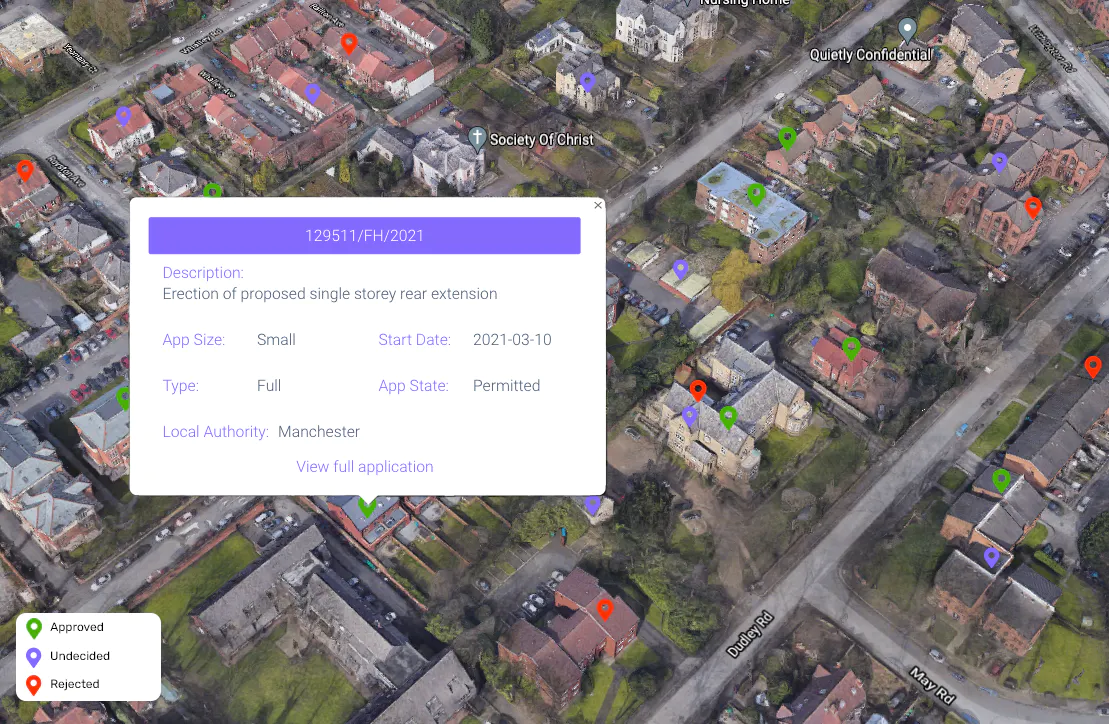 Nursing Home
Quietly Confidential
Society Of Christ
129511/FH/2021
Description:
Erection of proposed single storey rear extension
App Size: Small Start Date: 2021-03-10
Type: Full App State: Permitted
Local Authority: Manchester
View full application
Approved
Undecided
Rejected
Dudley Rd
May Rd